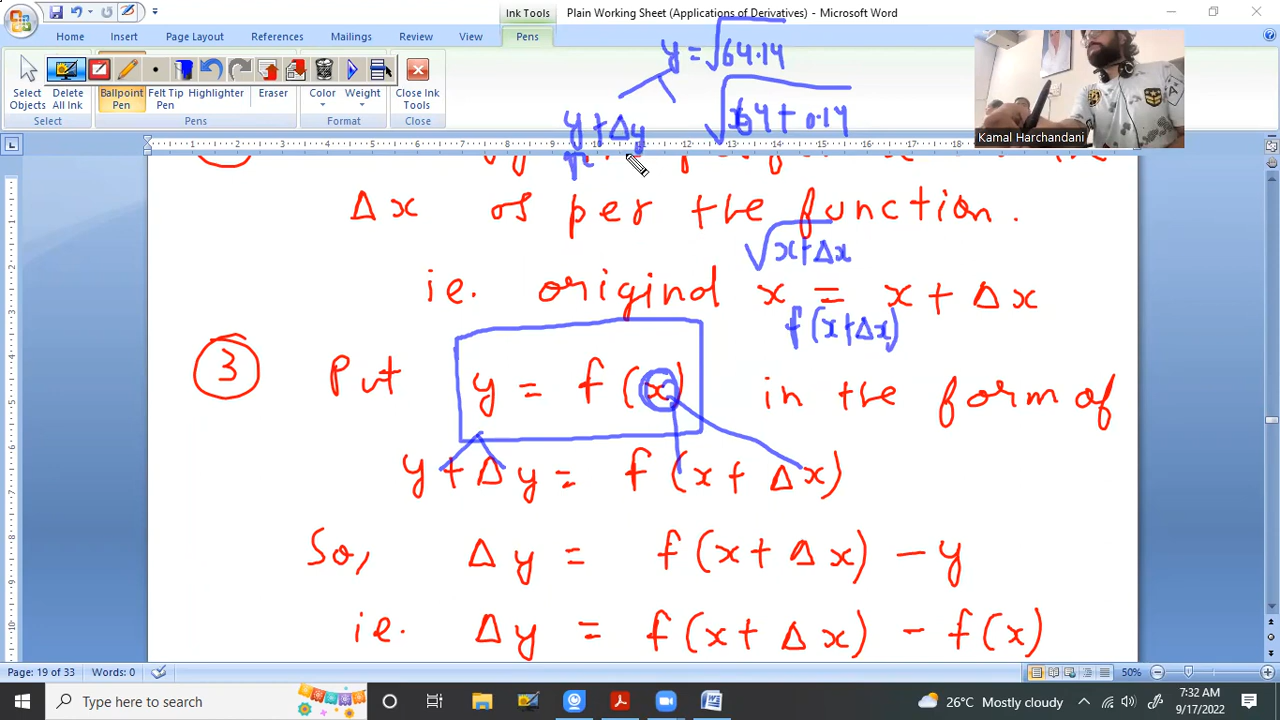 Ink Tools
Plain Working Sheet (Applications of Derivatives) - Microsoft Word
Home Insert Page Layout References Mailings Review View Pens
Select Objects
Delete All Ink
Ballpoint Pen
Felt Tip Pen
Highlighter
Eraser
Color
Weight
Close Ink Tools
Select
Pens
Format
Close
y = √64.14
y + Δy
√64 + 0.14
Kamal Harchandani
Δx as per the function.
√x+Δx
ie. original x = x + Δx
f(x+Δx)
③ Put y = f(x) in the form of
y + Δy = f(x + Δx)
So, Δy = f(x + Δx) - y
ie. Δy = f(x + Δx) - f(x)
Page: 19 of 33 Words: 0
50%
Type here to search
26°C Mostly cloudy
ENG
7:32 AM
9/17/2022